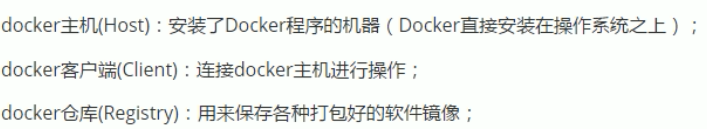 docker主机(Host)：安装了Docker程序的机器（Docker直接安装在操作系统之上）；
docker客户端(Client)：连接docker主机进行操作；
docker仓库(Registry)：用来保存各种打包好的软件镜像；